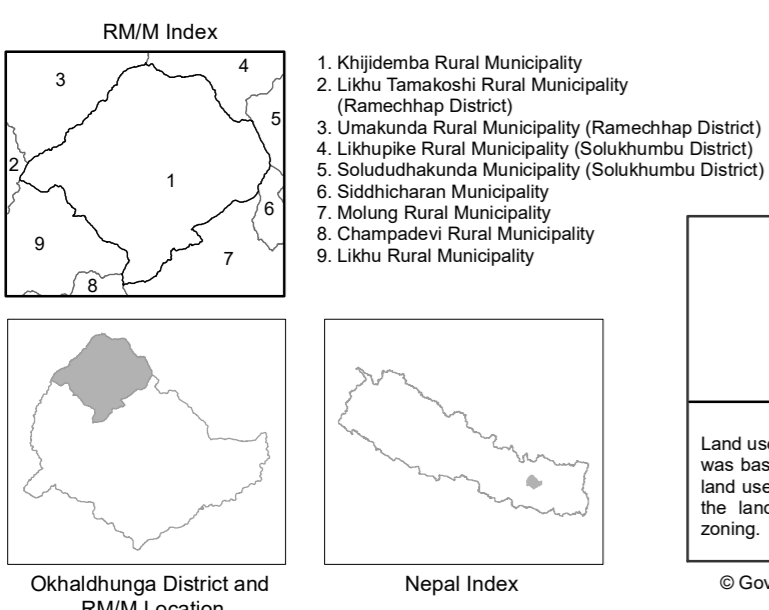 RM/M Index
3
4
5
2
1
6
9
7
8
1. Khijidemba Rural Municipality
2. Likhu Tamakoshi Rural Municipality
(Ramechhap District)
3. Umakunda Rural Municipality (Ramechhap District)
4. Likhupike Rural Municipality (Solukhumbu District)
5. Solududhakunda Municipality (Solukhumbu District)
6. Siddhicharan Municipality
7. Molung Rural Municipality
8. Champadevi Rural Municipality
9. Likhu Rural Municipality
Okhaldhunga District and
RM/M Location
Nepal Index
Land use
was bas
land use
the land
zoning.
© Gov